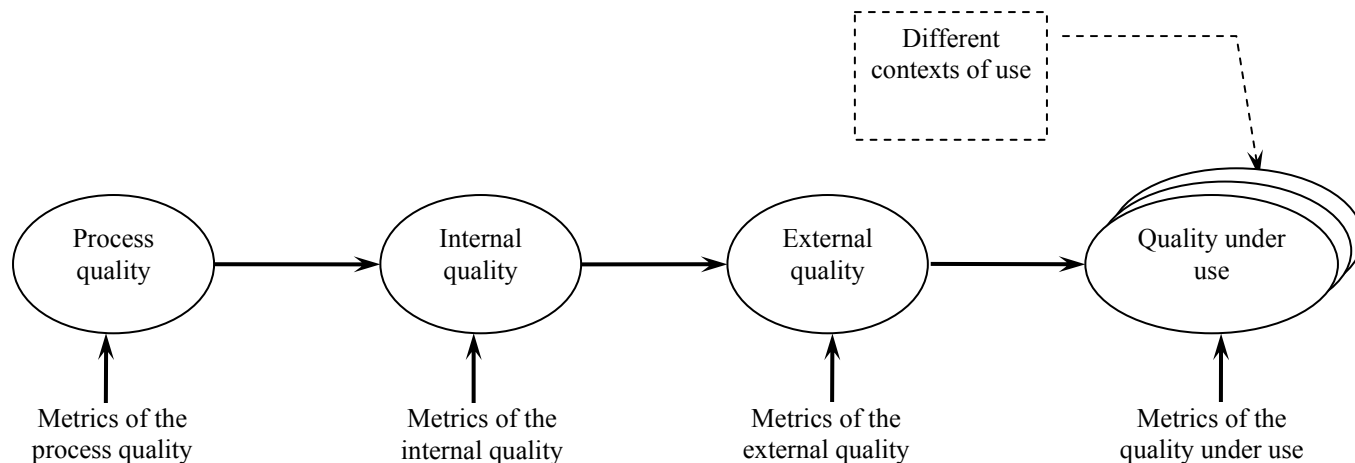 Different
contexts of use
Process
quality
Internal
quality
External
quality
Quality under
use
Metrics of the
process quality
Metrics of the
internal quality
Metrics of the
external quality
Metrics of the
quality under use